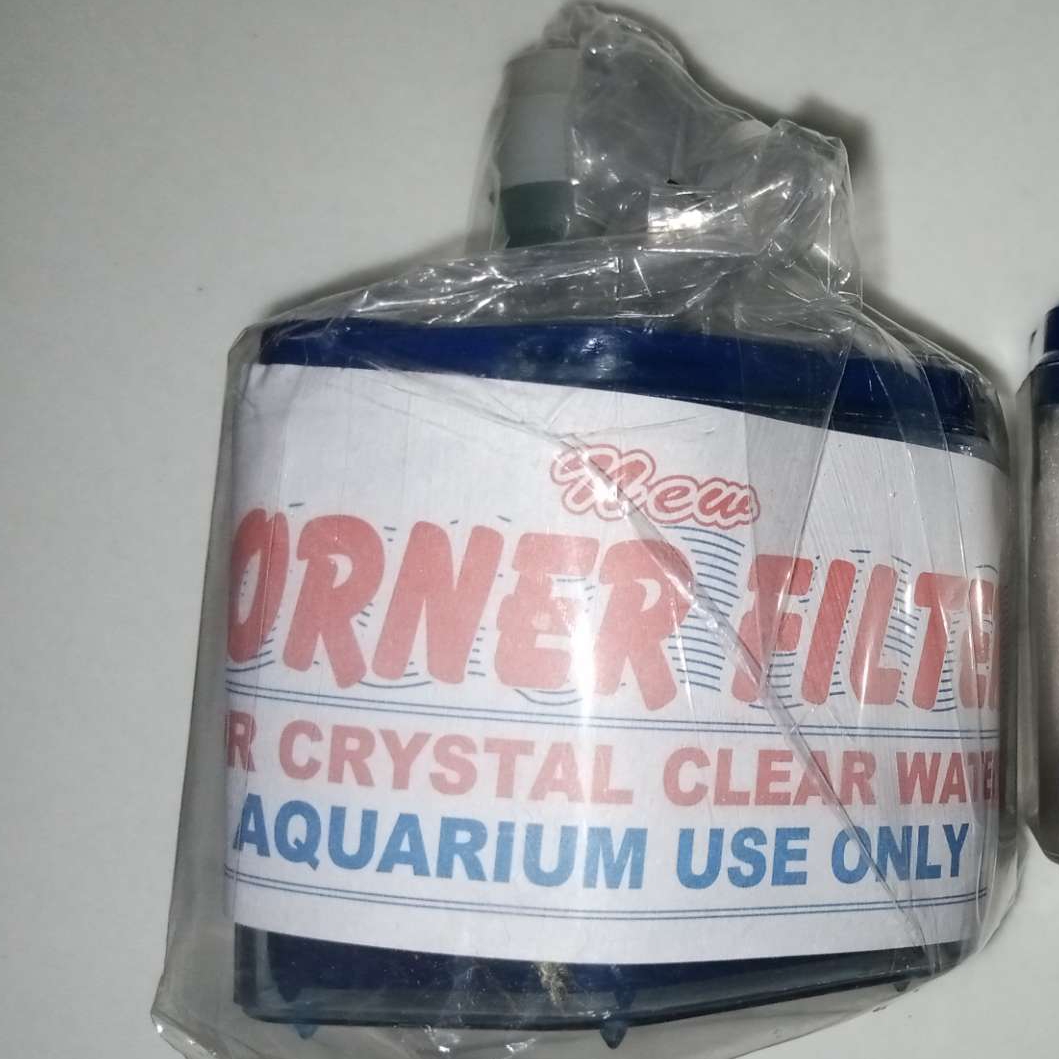 New
ORNER FILTE
R CRYSTAL CLEAR WATE
AQUARIUM USE ONLY